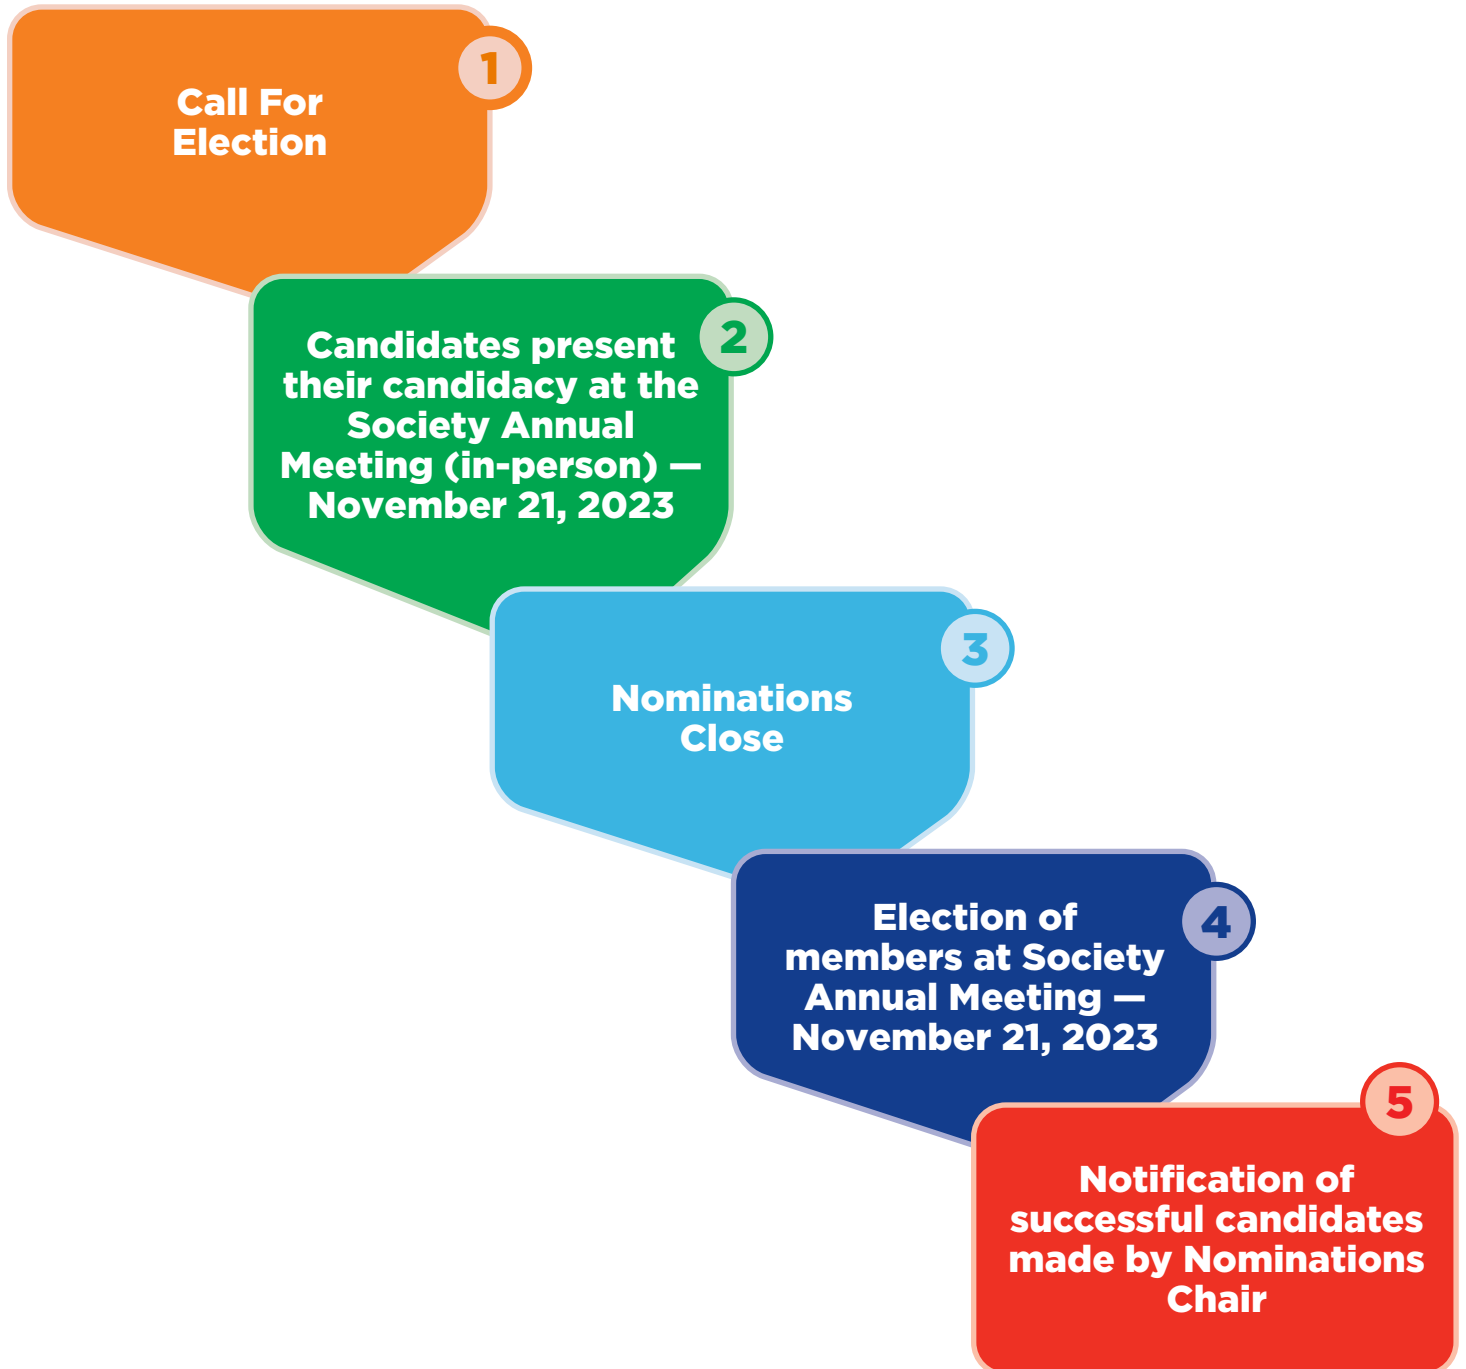 1
Call For
Election
2
Candidates present
their candidacy at the
Society Annual
Meeting (in-person) —
November 21, 2023
3
Nominations
Close
4
Election of
members at Society
Annual Meeting —
November 21, 2023
5
Notification of
successful candidates
made by Nominations
Chair